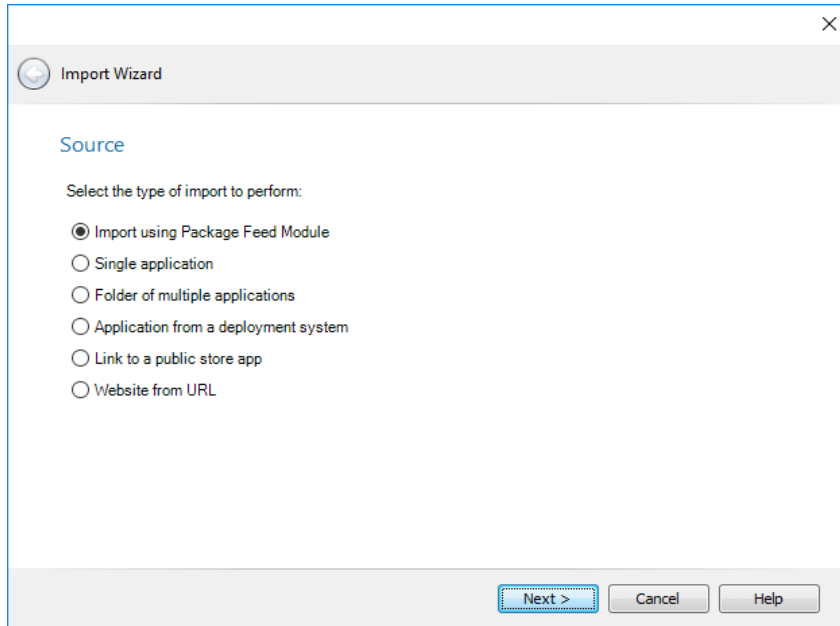 Import Wizard
Source
Select the type of import to perform:
Import using Package Feed Module
Single application
Folder of multiple applications
Application from a deployment system
Link to a public store app
Website from URL
Next >
Cancel
Help